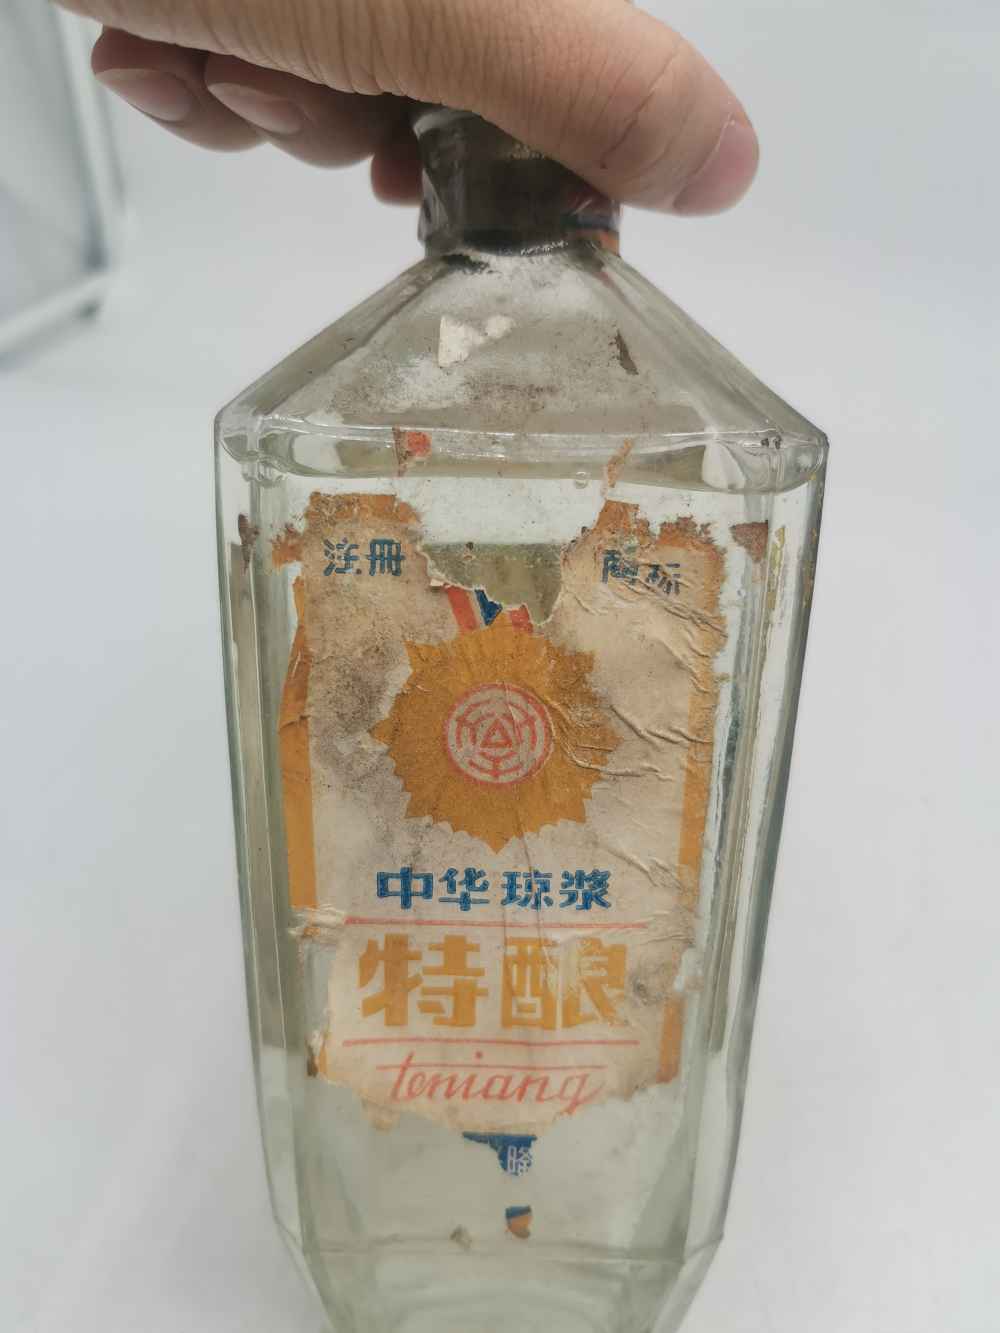 注册 商标
中华琼浆
特酿
teniang